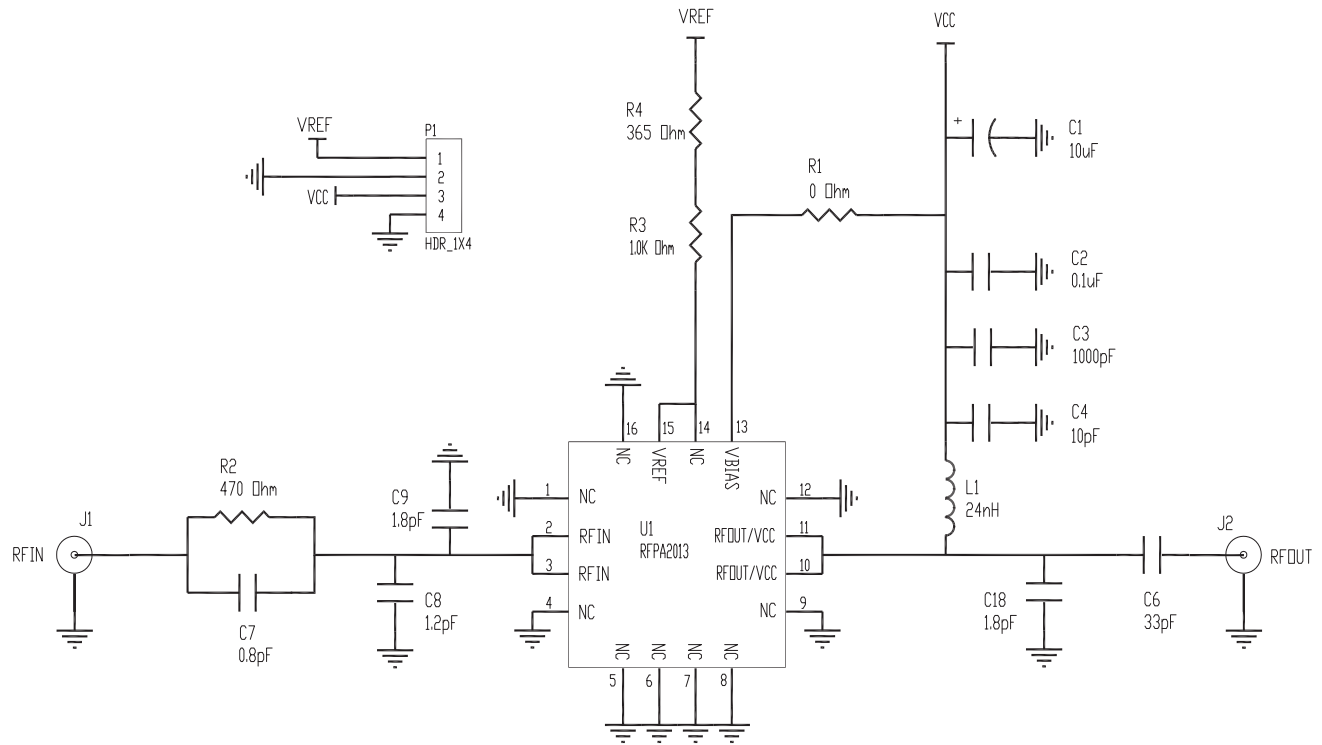 VREF
VCC
R4
365 Ohm
+
C1
10uF
P1
VREF
1
2
VCC
3
4
HDR_1X4
R1
0 Ohm
R3
1.0K Ohm
C2
0.1uF
C3
1000pF
C4
10pF
16
15
14
13
NC
VREF
NC
VBIAS
R2
470 Ohm
C9
1.8pF
1
NC
NC
12
L1
24nH
J1
RFIN
2
RFIN
U1
RFPA2013
RFOUT/VCC
11
J2
RFOUT
3
RFIN
RFOUT/VCC
10
C7
0.8pF
C8
1.2pF
4
NC
NC
9
C18
1.8pF
C6
33pF
NC
NC
NC
NC
5
6
7
8